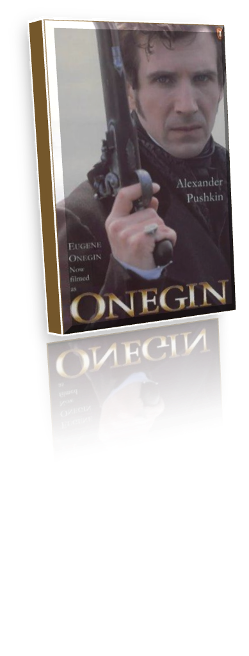 Alexander
Pushkin
EUGENE
ONEGIN
Now
filmed
as
ONEGIN